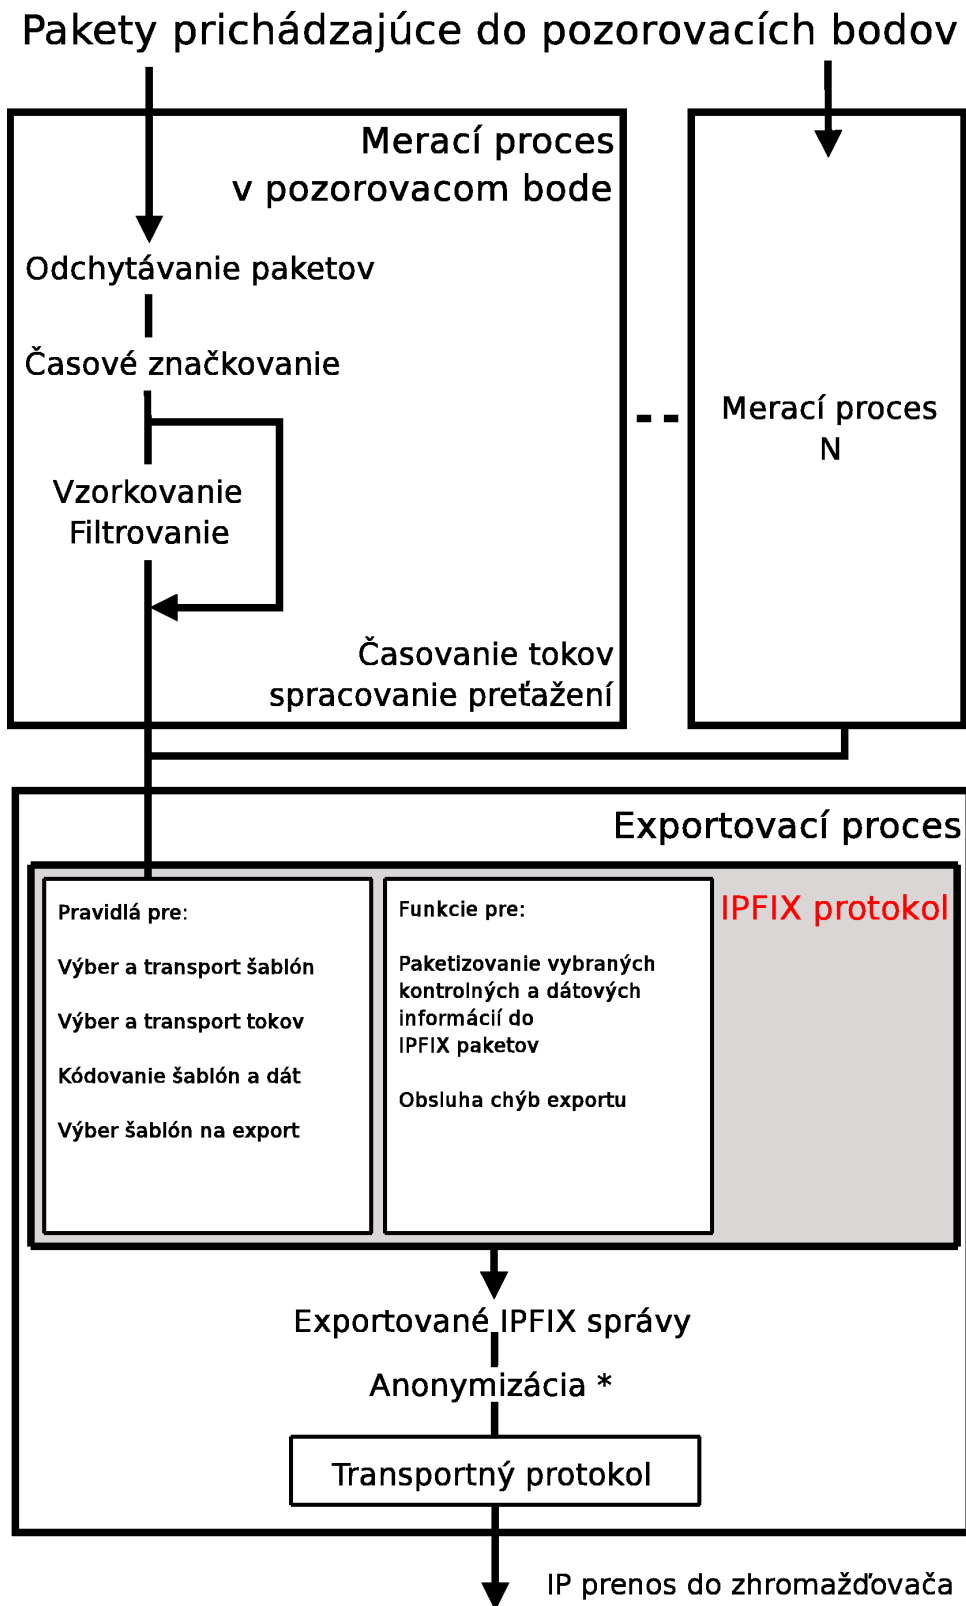 Pakety prichádzajúce do pozorovacích bodov
Merací proces
v pozorovacom bode
Odchytávanie paketov
Časové značkovanie
Vzorkovanie
Filtrovanie
Časovanie tokov
spracovanie preťažení
Merací proces
N
Exportovací proces
IPFIX protokol
Pravidlá pre:
Výber a transport šablón
Výber a transport tokov
Kódovanie šablón a dát
Výber šablón na export
Funkcie pre:
Paketizovanie vybraných
kontrolných a dátových
informácií do
IPFIX paketov
Obsluha chýb exportu
Exportované IPFIX správy
Anonymizácia *
Transportný protokol
IP prenos do zhromažďovača